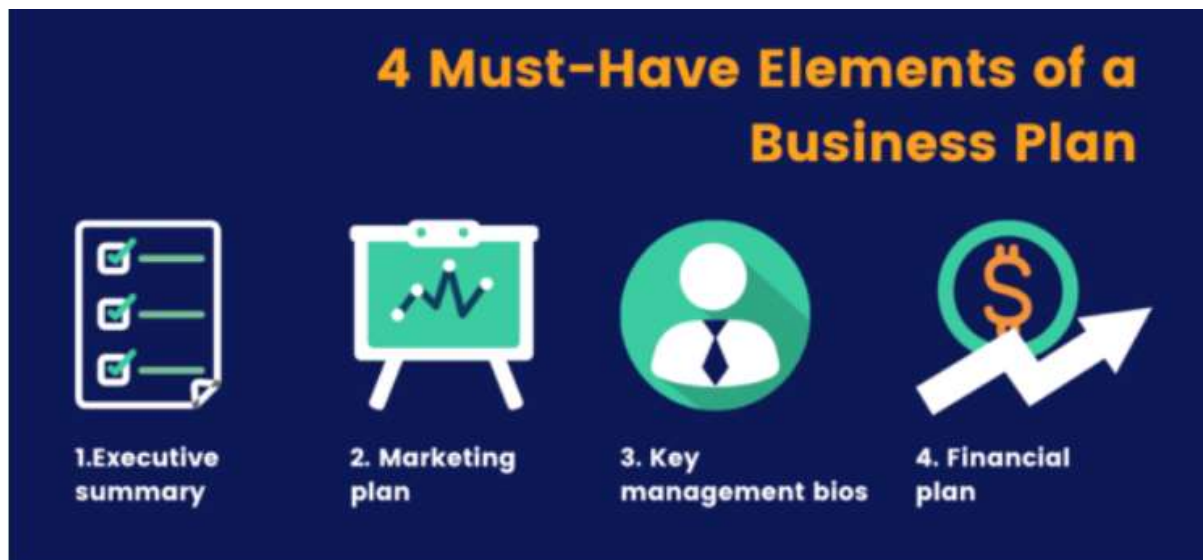 4 Must-Have Elements of a
Business Plan
1.Executive
summary
2. Marketing
plan
3. Key
management bios
4. Financial
plan